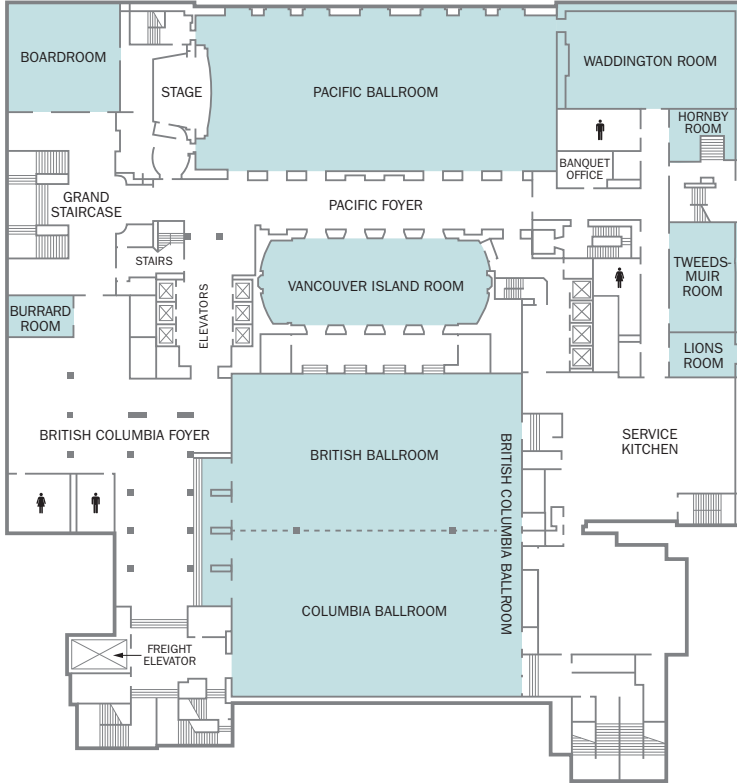 BOARDROOM
STAGE
PACIFIC BALLROOM
WADDINGTON ROOM
HORNBY
ROOM
BANQUET
OFFICE
GRAND
STAIRCASE
PACIFIC FOYER
STAIRS
ELEVATORS
VANCOUVER ISLAND ROOM
TWEEDS-
MUIR
ROOM
BURRARD
ROOM
LIONS
ROOM
BRITISH COLUMBIA FOYER
BRITISH BALLROOM
BRITISH COLUMBIA BALLROOM
SERVICE
KITCHEN
COLUMBIA BALLROOM
FREIGHT
ELEVATOR